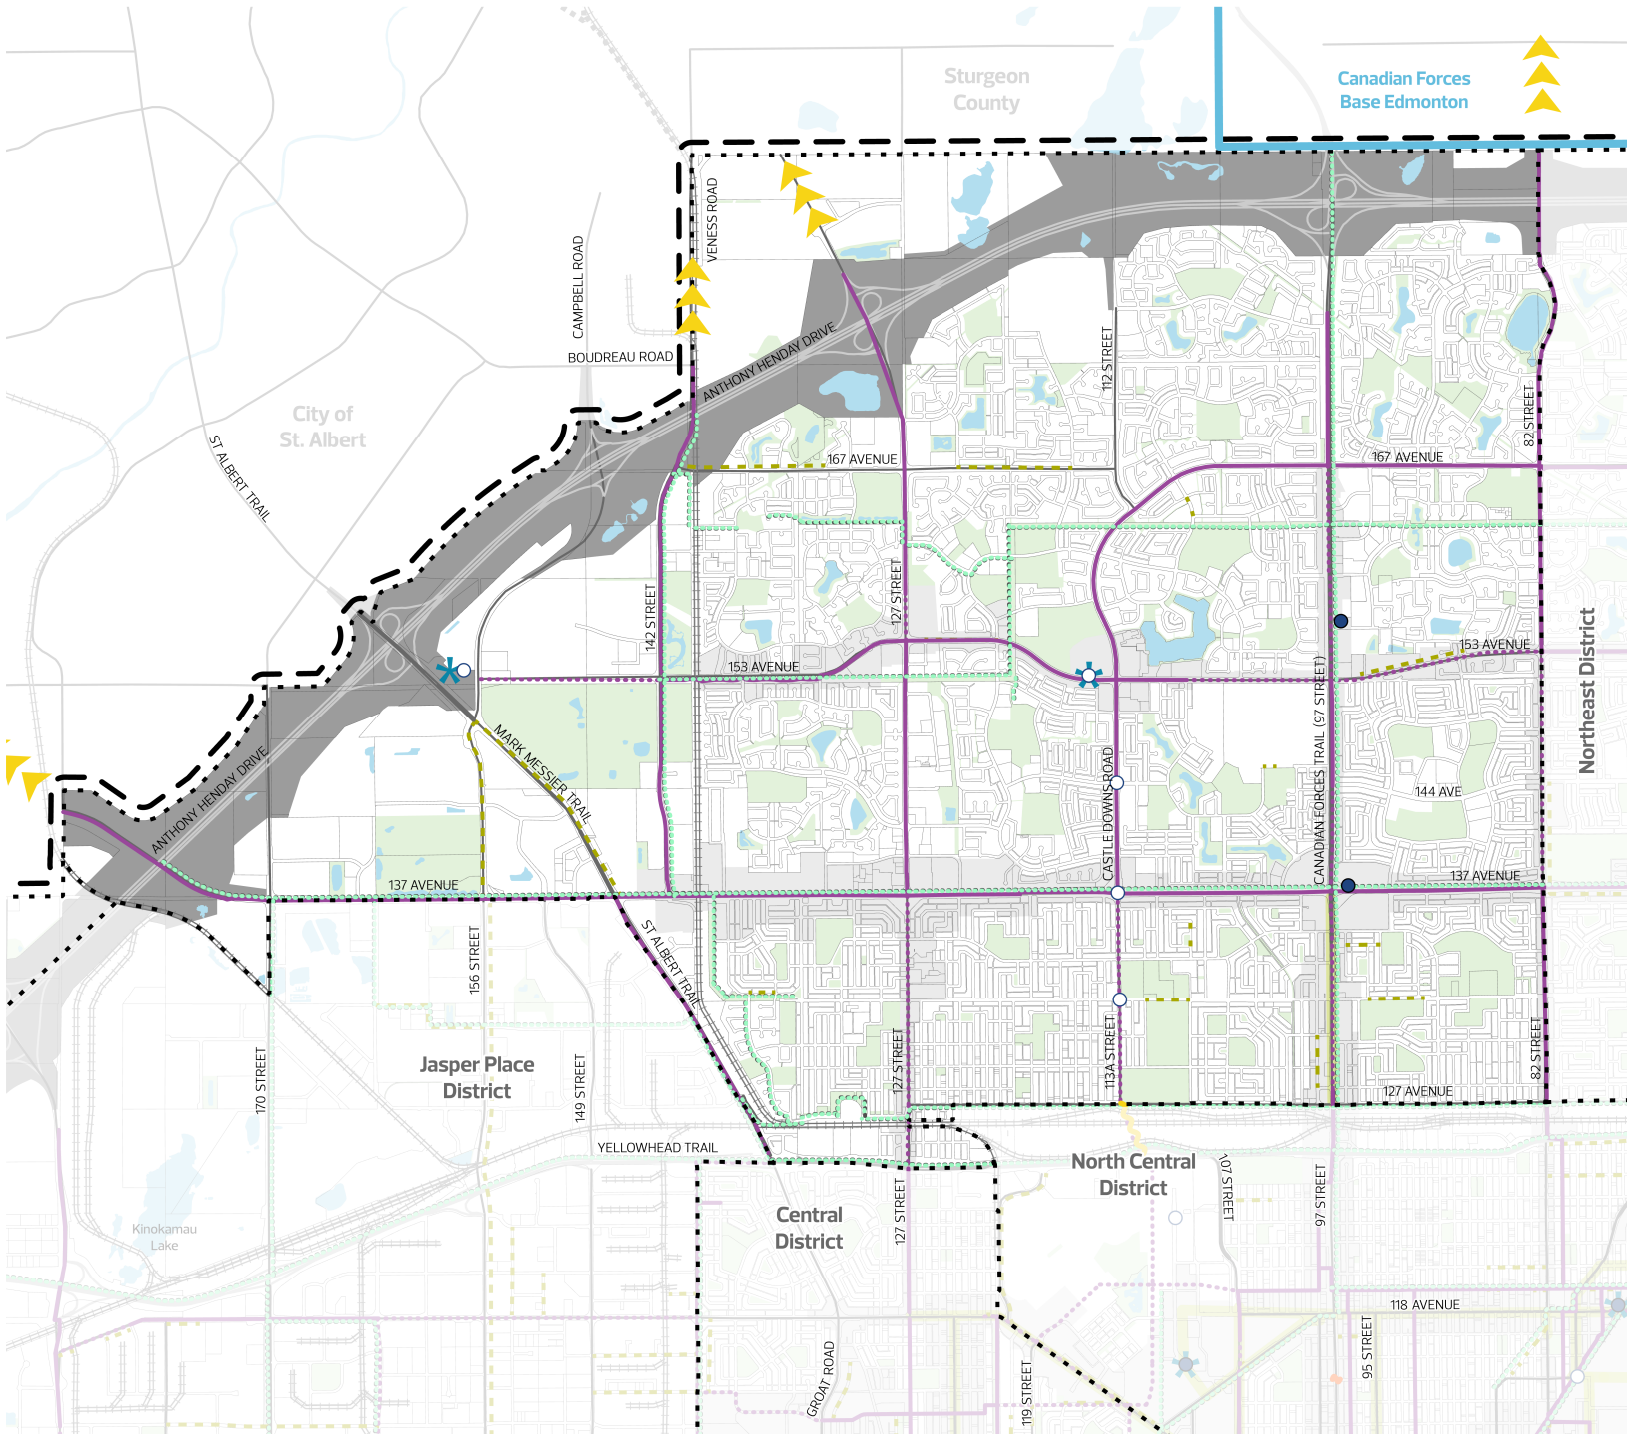 Sturgeon
County
Canadian Forces
Base Edmonton
VENESS ROAD
CAMPBELL ROAD
BOUDREAU ROAD
ANTHONY HENDAY DRIVE
112 STREET
82 STREET
City of
St. Albert
ST ALBERT TRAIL
167 AVENUE
167 AVENUE
142 STREET
127 STREET
153 AVENUE
153 AVENUE
Northeast District
CANADIAN FORCES TRAIL (97 STREET)
MARK MESSIER TRAIL
ANTHONY HENDAY DRIVE
CASTLE DOWNS ROAD
144 AVE
137 AVENUE
137 AVENUE
156 STREET
ST ALBERT TRAIL
170 STREET
Jasper Place
District
149 STREET
127 STREET
113A STREET
82 STREET
127 AVENUE
YELLOWHEAD TRAIL
North Central
District
107 STREET
97 STREET
127 STREET
Central
District
Kinokamau
Lake
118 AVENUE
GROAT ROAD
119 STREET
95 STREET